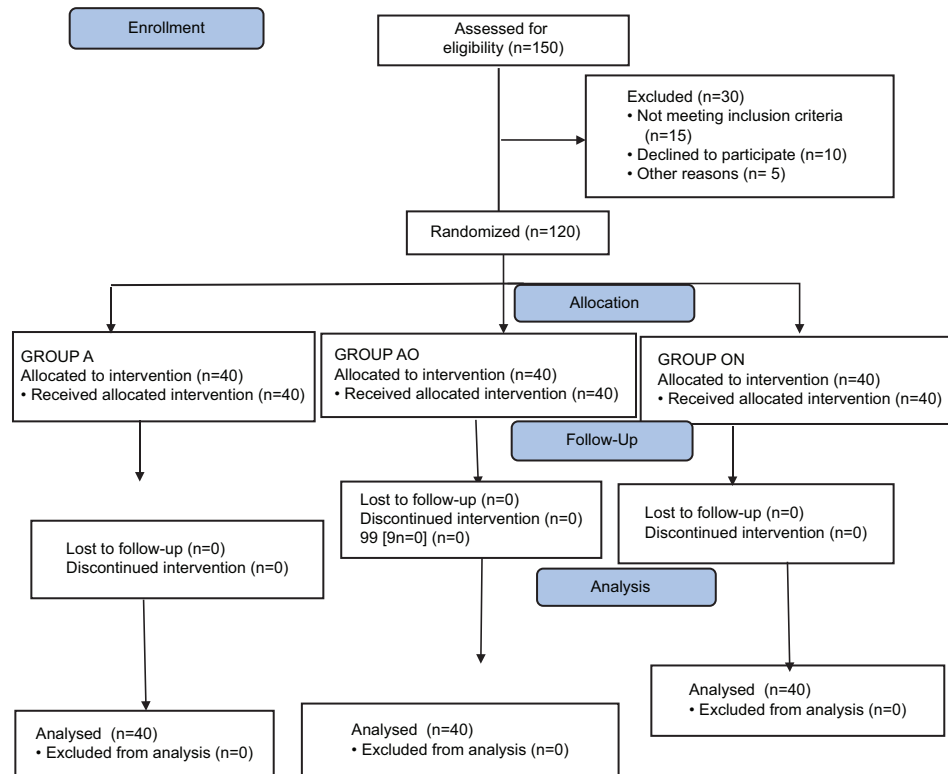 Enrollment
Assessed for
eligibility (n=150)
Excluded (n=30)
• Not meeting inclusion criteria
(n=15)
• Declined to participate (n=10)
• Other reasons (n= 5)
Randomized (n=120)
Allocation
GROUP A
Allocated to intervention (n=40)
• Received allocated intervention (n=40)
GROUP AO
Allocated to intervention (n=40)
• Received allocated intervention (n=40)
GROUP ON
Allocated to intervention (n=40)
• Received allocated intervention (n=40)
Follow-Up
Lost to follow-up (n=0)
Discontinued intervention (n=0)
Lost to follow-up (n=0)
Discontinued intervention (n=0)
99 [9n=0] (n=0)
Lost to follow-up (n=0)
Discontinued intervention (n=0)
Analysis
Analysed (n=40)
• Excluded from analysis (n=0)
Analysed (n=40)
• Excluded from analysis (n=0)
Analysed (n=40)
• Excluded from analysis (n=0)